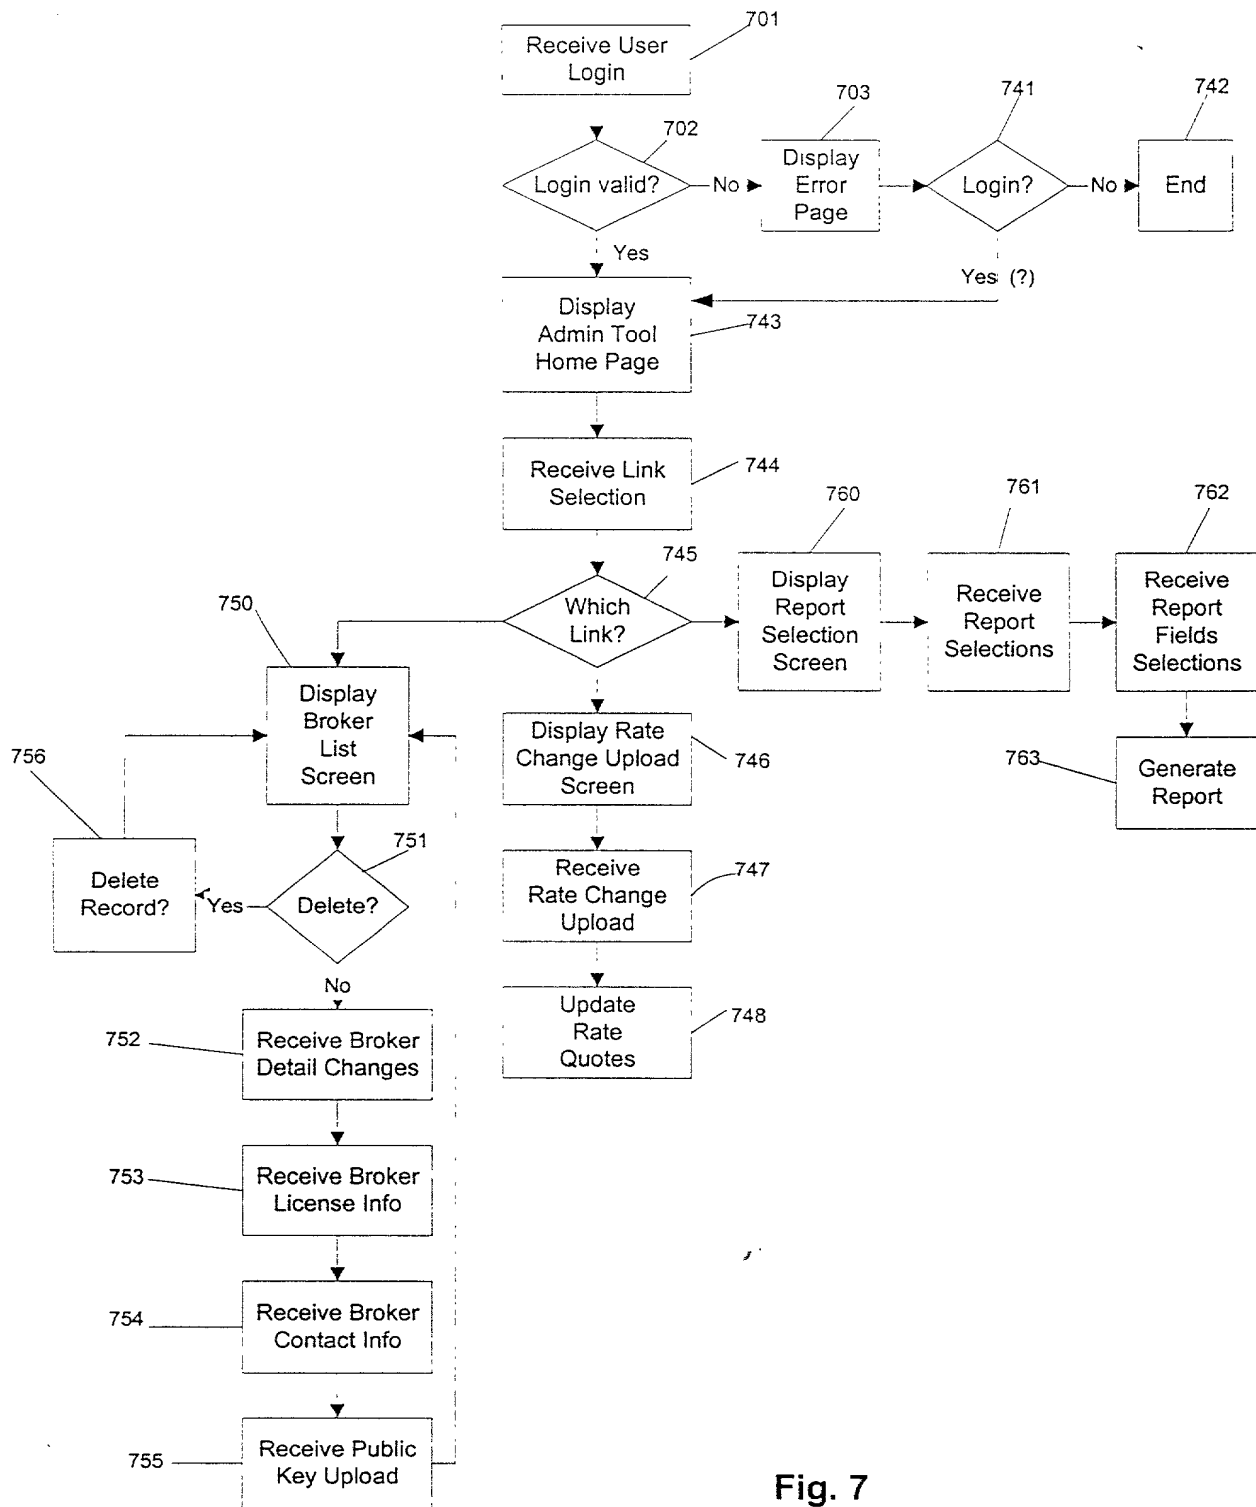 701
Receive User
Login
702
Login valid?
No
703
Display
Error
Page
741
Login?
No
742
End
Yes
Yes (?)
Display
Admin Tool
Home Page
743
Receive Link
Selection
744
745
Which
Link?
760
Display
Report
Selection
Screen
761
Receive
Report
Selections
762
Receive
Report
Fields
Selections
763
Generate
Report
750
Display
Broker
List
Screen
Display Rate
Change Upload
Screen
746
756
Delete
Record?
Yes
751
Delete?
No
Receive
Rate Change
Upload
747
Update
Rate
Quotes
748
752
Receive Broker
Detail Changes
753
Receive Broker
License Info
754
Receive Broker
Contact Info
755
Receive Public
Key Upload
Fig. 7